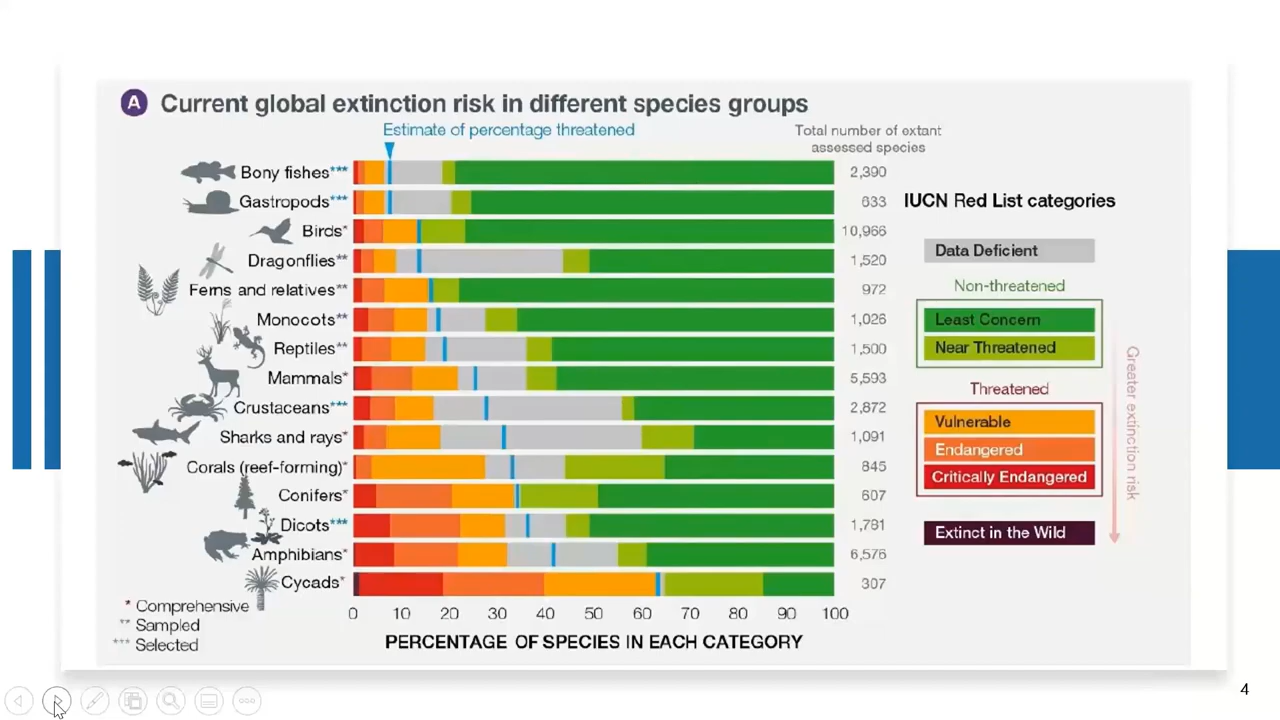 A Current global extinction risk in different species groups
Estimate of percentage threatened
Total number of extant
assessed species
Bony fishes*** 2,390
Gastropods*** 633
Birds* 10,966
Dragonflies** 1,520
Ferns and relatives** 972
Monocots** 1,026
Reptiles** 1,500
Mammals* 5,593
Crustaceans*** 2,872
Sharks and rays* 1,091
Corals (reef-forming)* 845
Conifers* 607
Dicots*** 1,781
Amphibians* 6,576
Cycads* 307
0 10 20 30 40 50 60 70 80 90 100
PERCENTAGE OF SPECIES IN EACH CATEGORY
* Comprehensive
** Sampled
*** Selected
IUCN Red List categories
Data Deficient
Non-threatened
Least Concern
Near Threatened
Threatened
Vulnerable
Endangered
Critically Endangered
Extinct in the Wild
Greater extinction risk
4